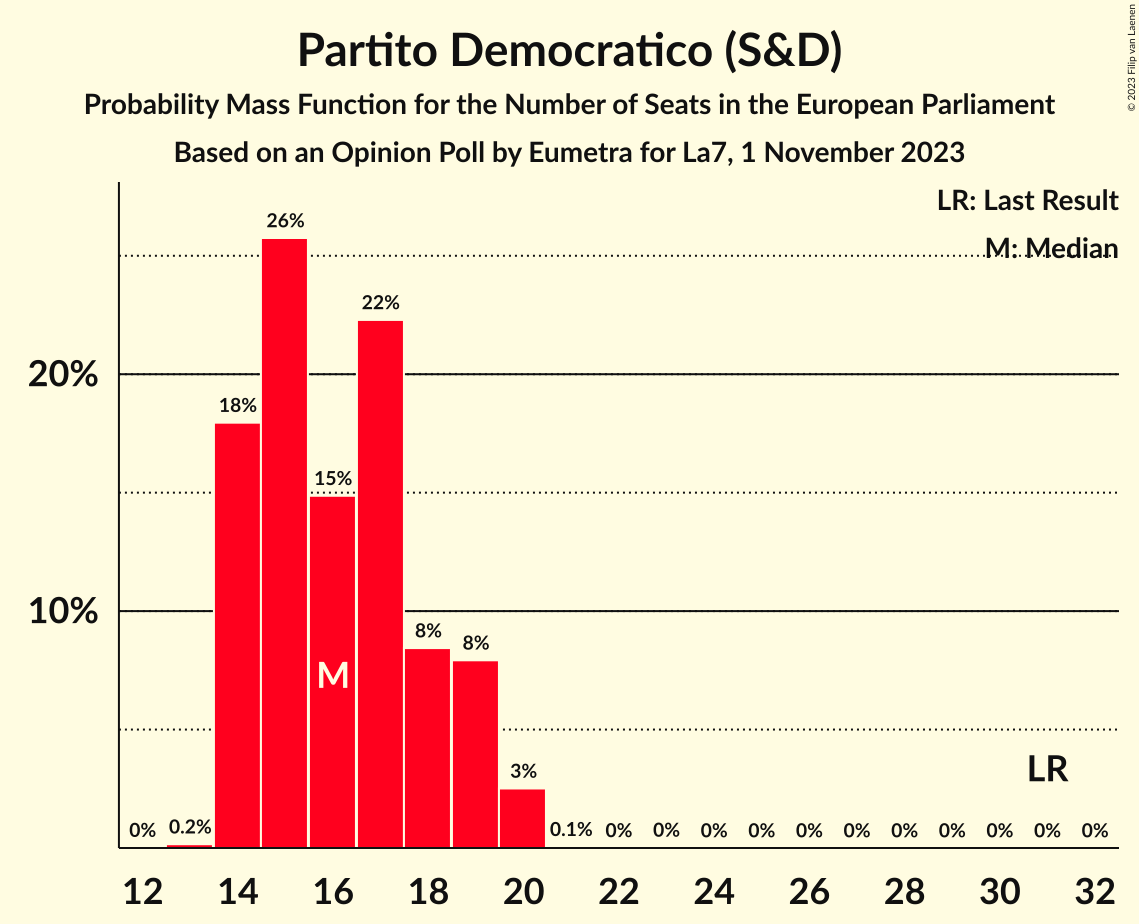 Partito Democratico (S&D)
Probability Mass Function for the Number of Seats in the European Parliament
Based on an Opinion Poll by Eumetra for La7, 1 November 2023
© 2023 Filip van Laenen
LR: Last Result
M: Median
26%
22%
20%
18%
15%
10%
8%
8%
M
3%
LR
0% 0.2% 0.1% 0% 0% 0% 0% 0% 0% 0% 0% 0% 0% 0%
12 14 16 18 20 22 24 26 28 30 32